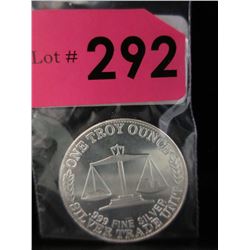 Lot # 292
ONE TROY OUNCE
.999 FINE SILVER
SILVER TRADE UNIT